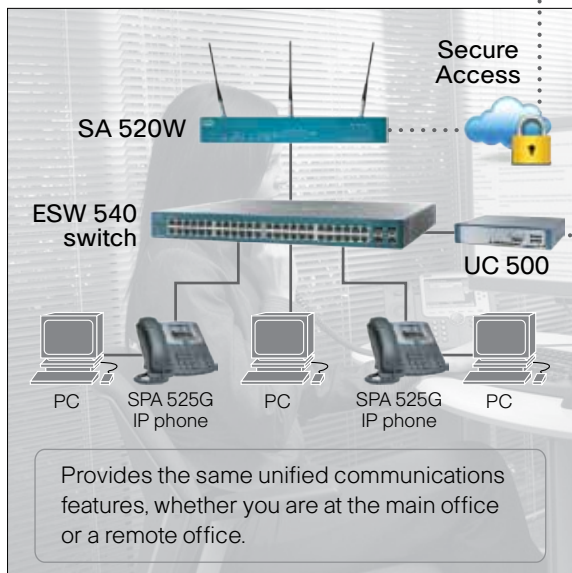 Secure
Access
SA 520W
ESW 540
switch
UC 500
PC
SPA 525G
IP phone
PC
SPA 525G
IP phone
PC
Provides the same unified communications
features, whether you are at the main office
or a remote office.